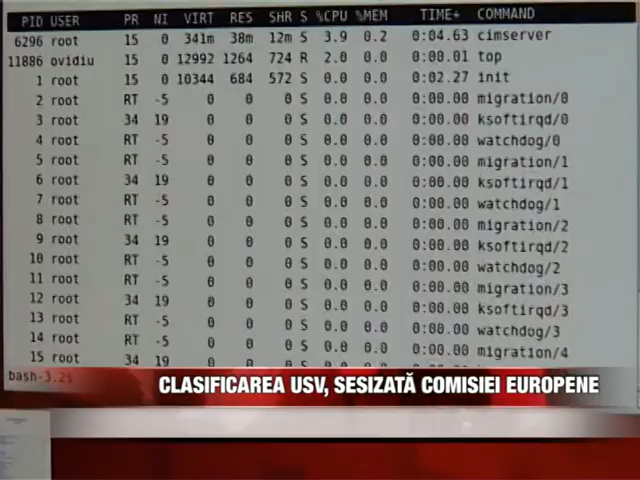 PID USER PR NI VIRT RES SHR S %CPU %MEM TIME+ COMMAND
6296 root 15 0 341m 38m 12m S 3.9 0.2 0:04.63 cimserver
11886 ovidiu 15 0 12992 1264 724 R 2.0 0.0 0:00.01 top
1 root 15 0 10344 684 572 S 0.0 0.0 0:02.27 init
2 root RT -5 0 0 0 S 0.0 0.0 0:00.00 migration/0
3 root 34 19 0 0 0 S 0.0 0.0 0:00.00 ksoftirqd/0
4 root RT -5 0 0 0 S 0.0 0.0 0:00.00 watchdog/0
5 root RT -5 0 0 0 S 0.0 0.0 0:00.00 migration/1
6 root 34 19 0 0 0 S 0.0 0.0 0:00.00 ksoftirqd/1
7 root RT -5 0 0 0 S 0.0 0.0 0:00.00 watchdog/1
8 root RT -5 0 0 0 S 0.0 0.0 0:00.00 migration/2
9 root 34 19 0 0 0 S 0.0 0.0 0:00.00 ksoftirqd/2
10 root RT -5 0 0 0 S 0.0 0.0 0:00.00 watchdog/2
11 root RT -5 0 0 0 S 0.0 0.0 0:00.00 migration/3
12 root 34 19 0 0 0 S 0.0 0.0 0:00.00 ksoftirqd/3
13 root RT -5 0 0 0 S 0.0 0.0 0:00.00 watchdog/3
14 root RT -5 0 0 0 S 0.0 0.0 0:00.00 migration/4
15 root 34 19
bash-3.2$
CLASIFICAREA USV, SESIZATĂ COMISIEI EUROPENE